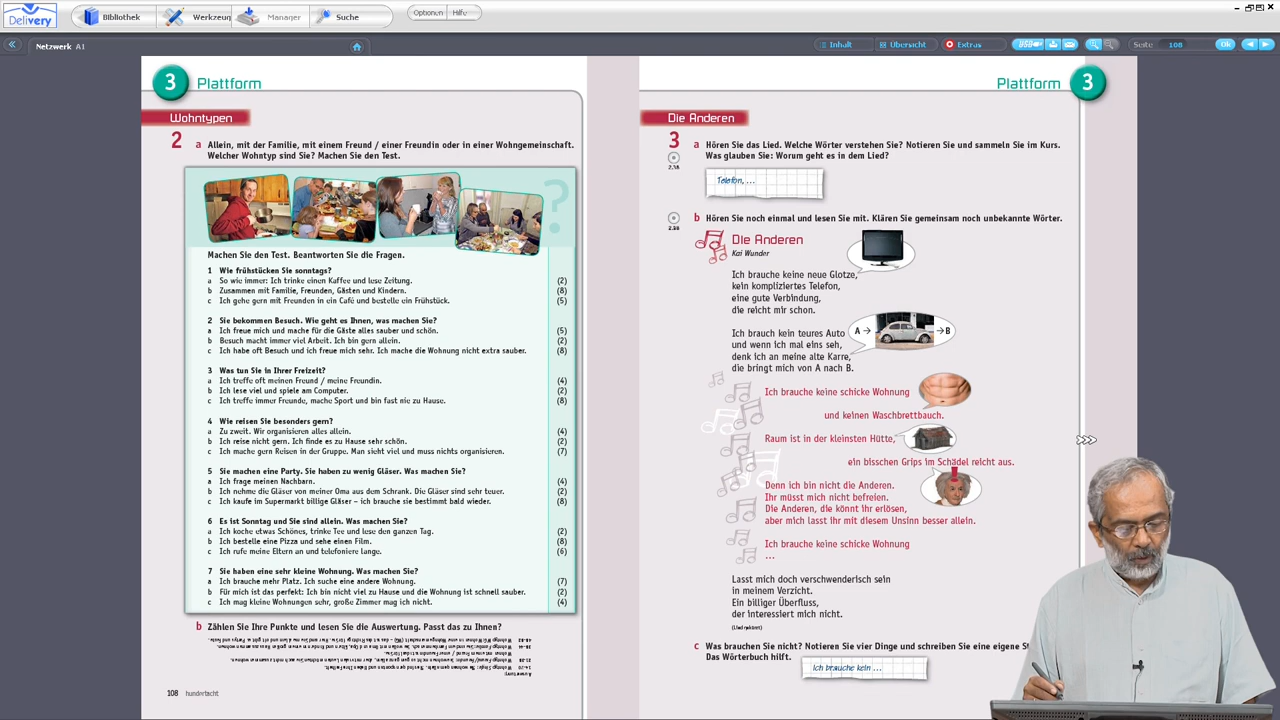 Delivery
Bibliothek
Werkzeug
Manager
Suche
Optionen
Hilfe
Netzwerk A1
Inhalt
Übersicht
Extras
USB
Seite
108
Ok
3 Plattform
Wohntypen
2 a Allein, mit der Familie, mit einem Freund / einer Freundin oder in einer Wohngemeinschaft.
Welcher Wohntyp sind Sie? Machen Sie den Test.
?
Machen Sie den Test. Beantworten Sie die Fragen.
1 Wie frühstücken Sie sonntags?
a So wie immer: Ich trinke einen Kaffee und lese Zeitung. (2)
b Zusammen mit Familie, Freunden, Gästen und Kindern. (8)
c Ich gehe gern mit Freunden in ein Café und bestelle ein Frühstück. (5)
2 Sie bekommen Besuch. Wie geht es Ihnen, was machen Sie?
a Ich freue mich und mache für die Gäste alles sauber und schön. (5)
b Besuch macht immer viel Arbeit. Ich bin gern allein. (2)
c Ich habe oft Besuch und ich freue mich sehr. Ich mache die Wohnung nicht extra sauber. (8)
3 Was tun Sie in Ihrer Freizeit?
a Ich treffe oft meinen Freund / meine Freundin. (4)
b Ich lese viel und spiele am Computer. (2)
c Ich treffe immer Freunde, mache Sport und bin fast nie zu Hause. (8)
4 Wie reisen Sie besonders gern?
a Zu zweit. Wir organisieren alles allein. (4)
b Ich reise nicht gern. Ich finde es zu Hause sehr schön. (2)
c Ich mache gern Reisen in der Gruppe. Man sieht viel und muss nichts organisieren. (7)
5 Sie machen eine Party. Sie haben zu wenig Gläser. Was machen Sie?
a Ich frage meinen Nachbarn. (4)
b Ich nehme die Gläser von meiner Oma aus dem Schrank. Die Gläser sind sehr teuer. (2)
c Ich kaufe im Supermarkt billige Gläser – ich brauche sie bestimmt bald wieder. (8)
6 Es ist Sonntag und Sie sind allein. Was machen Sie?
a Ich koche etwas Schönes, trinke Tee und lese den ganzen Tag. (2)
b Ich bestelle eine Pizza und sehe einen Film. (8)
c Ich rufe meine Eltern an und telefoniere lange. (6)
7 Sie haben eine sehr kleine Wohnung. Was machen Sie?
a Ich brauche mehr Platz. Ich suche eine andere Wohnung. (7)
b Für mich ist das perfekt: Ich bin nicht viel zu Hause und die Wohnung ist schnell sauber. (2)
c Ich mag kleine Wohnungen sehr, große Zimmer mag ich nicht. (4)
b Zählen Sie Ihre Punkte und lesen Sie die Auswertung. Passt das zu Ihnen?
108 hundertacht
Plattform 3
Die Anderen
3 a Hören Sie das Lied. Welche Wörter verstehen Sie? Notieren Sie und sammeln Sie im Kurs.
Was glauben Sie: Worum geht es in dem Lied?
Telefon, ...
b Hören Sie noch einmal und lesen Sie mit. Klären Sie gemeinsam noch unbekannte Wörter.
Die Anderen
Kai Wunder
Ich brauche keine neue Glotze,
kein kompliziertes Telefon,
eine gute Verbindung,
die reicht mir schon.
Ich brauch kein teures Auto
und wenn ich mal eins seh,
denk ich an meine alte Karre,
die bringt mich von A nach B.
A → → B
Ich brauche keine schicke Wohnung
und keinen Waschbrettbauch.
Raum ist in der kleinsten Hütte,
ein bisschen Grips im Schädel reicht aus.
Denn ich bin nicht die Anderen.
Ihr müsst mich nicht befreien.
Die Anderen, die könnt ihr erlösen,
aber mich lasst ihr mit diesem Unsinn besser allein.
Ich brauche keine schicke Wohnung
...
Lasst mich doch verschwenderisch sein
in meinem Verzicht.
Ein billiger Überfluss,
der interessiert mich nicht.
c Was brauchen Sie nicht? Notieren Sie vier Dinge und schreiben Sie eine eigene
Das Wörterbuch hilft.
Ich brauche kein ...